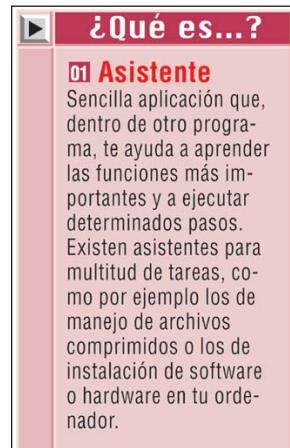 ¿Qué es...?
01 Asistente
Sencilla aplicación que,
dentro de otro progra-
ma, te ayuda a aprender
las funciones más im-
portantes y a ejecutar
determinados pasos.
Existen asistentes para
multitud de tareas, co-
mo por ejemplo los de
manejo de archivos
comprimidos o los de
instalación de software
o hardware en tu orde-
nador.